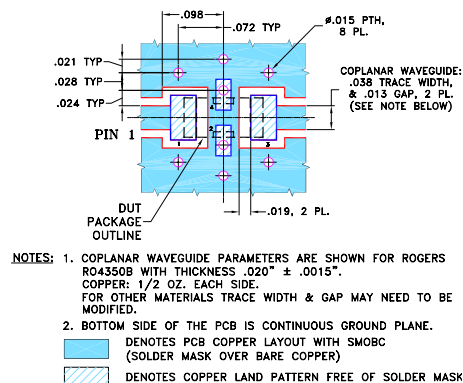 .098
.072 TYP
ø.015 PTH,
8 PL.
.021 TYP
.028 TYP
.024 TYP
COPLANAR WAVEGUIDE:
.038 TRACE WIDTH,
& .013 GAP, 2 PL.
(SEE NOTE BELOW)
PIN 1
4
2
1
3
DUT
PACKAGE
OUTLINE
.019, 2 PL.
NOTES: 1. COPLANAR WAVEGUIDE PARAMETERS ARE SHOWN FOR ROGERS
RO4350B WITH THICKNESS .020" ± .0015".
COPPER: 1/2 OZ. EACH SIDE.
FOR OTHER MATERIALS TRACE WIDTH & GAP MAY NEED TO BE
MODIFIED.
2. BOTTOM SIDE OF THE PCB IS CONTINUOUS GROUND PLANE.
DENOTES PCB COPPER LAYOUT WITH SMOBC
(SOLDER MASK OVER BARE COPPER)
DENOTES COPPER LAND PATTERN FREE OF SOLDER MASK